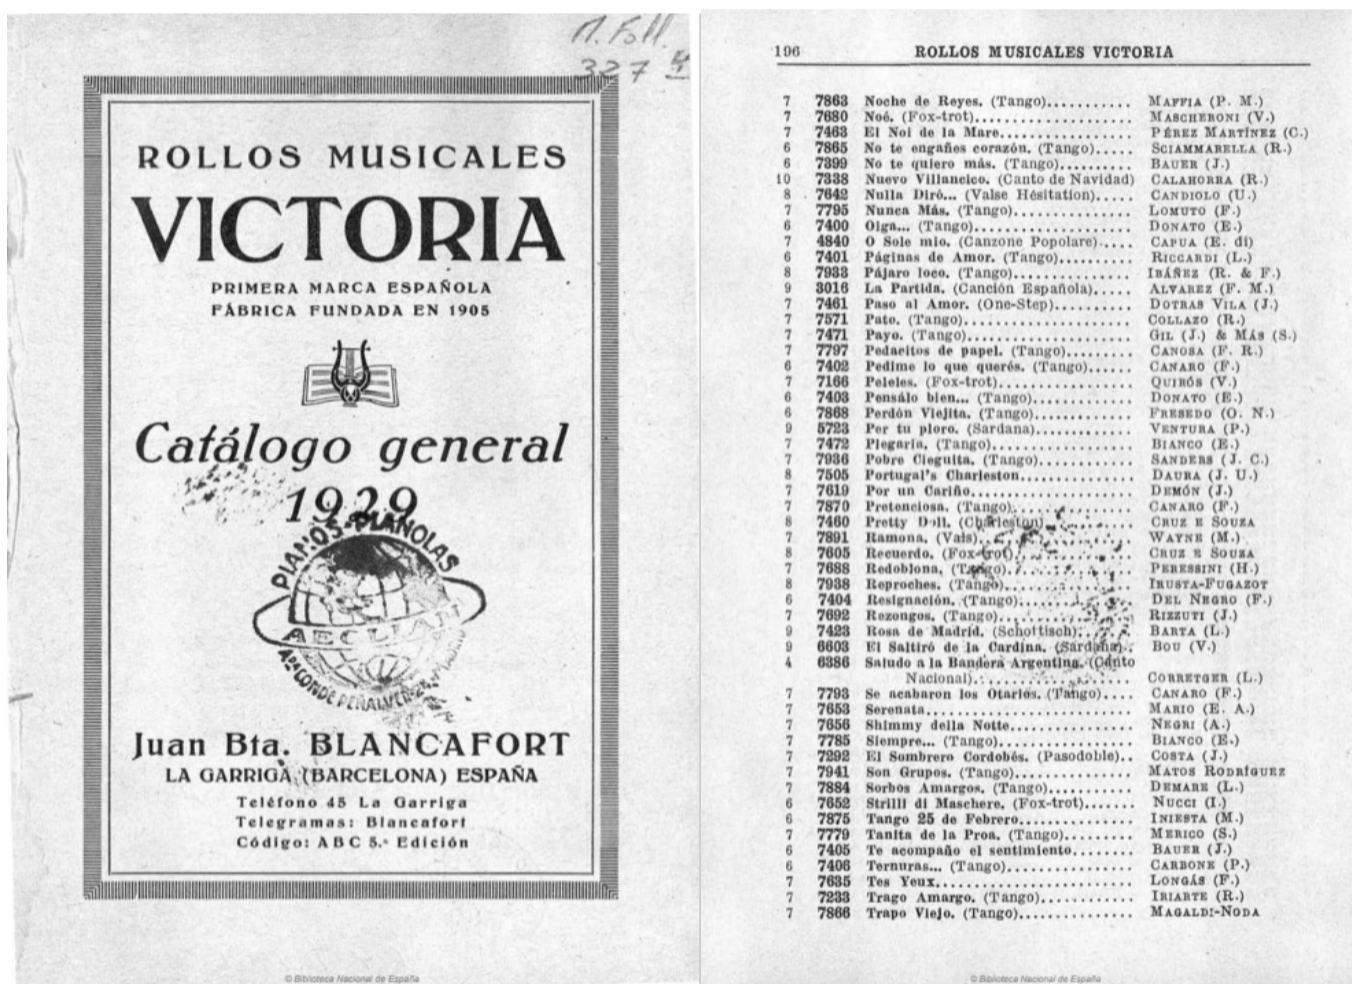 M. Foll.
327 4
ROLLOS MUSICALES
VICTORIA
PRIMERA MARCA ESPAÑOLA
FÁBRICA FUNDADA EN 1905
Catálogo general
1929
PIANOS-PIANOLAS
AEOLIAN
AvDA CONDE PEÑALVER
Juan Bta. BLANCAFORT
LA GARRIGA (BARCELONA) ESPAÑA
Teléfono 45 La Garriga
Telegramas: Blancafort
Código: A B C 5.ª Edición
© Biblioteca Nacional de España
196 ROLLOS MUSICALES VICTORIA
7 7863 Noche de Reyes. (Tango)........... MAFFIA (P. M.)
7 7680 Noé. (Fox-trot).................... MASCHERONI (V.)
7 7463 El Noi de la Mare................. PÉREZ MARTÍNEZ (C.)
6 7865 No te engañes corazón. (Tango)..... SCIAMMARELLA (R.)
6 7399 No te quiero más. (Tango)......... BAUER (J.)
10 7338 Nuevo Villancico. (Canto de Navidad) CALAHORRA (R.)
8 7642 Nulla Diró... (Valse Hésitation)..... CANDIOLO (U.)
7 7795 Nunca Más. (Tango)............... LOMUTO (F.)
6 7400 Olga... (Tango).................... DONATO (E.)
7 4840 O Sole mio. (Canzone Popolare)..... CAPUA (E. di)
6 7401 Páginas de Amor. (Tango)......... RICCARDI (L.)
8 7933 Pájaro loco. (Tango)............... IBÁÑEZ (R. & F.)
9 3016 La Partida. (Canción Española)..... ALVAREZ (F. M.)
7 7461 Paso al Amor. (One-Step).......... DOTRAS VILA (J.)
7 7571 Pato. (Tango)..................... COLLAZO (R.)
7 7471 Payo. (Tango)..................... GIL (J.) & MÁS (S.)
7 7797 Pedacitos de papel. (Tango)........ CANOSA (F. R.)
6 7402 Pedime lo que querés. (Tango)...... CANARO (F.)
7 7166 Peleles. (Fox-trot)................. QUIRÓS (V.)
6 7403 Pensálo bien... (Tango)............ DONATO (E.)
6 7868 Perdón Viejita. (Tango)............ FRESEDO (O. N.)
9 5723 Per tu ploro. (Sardana)............ VENTURA (P.)
7 7472 Plegaria. (Tango).................. BIANCO (E.)
7 7936 Pobre Cieguita. (Tango)........... SANDERS (J. C.)
8 7505 Portugal's Charleston.............. DAURA (J. U.)
7 7619 Por un Cariño..................... DEMÓN (J.)
7 7870 Pretenciosa. (Tango)............... CANARO (F.)
8 7460 Pretty Doll. (Charleston) CRUZ E SOUZA
7 7891 Ramona. (Vals) WAYNE (M.)
8 7605 Recuerdo. (Fox-trot) CRUZ E SOUZA
7 7688 Redoblona. (Tango) PERESSINI (H.)
8 7938 Reproches. (Tango) IRUSTA-FUGAZOT
6 7404 Resignación. (Tango) DEL NEGRO (F.)
7 7692 Rezongos. (Tango) RIZZUTI (J.)
9 7423 Rosa de Madrid. (Schottisch) BARTA (L.)
9 6603 El Saltiró de la Cardina. (Sardana).. BOU (V.)
4 6386 Saludo a la Bandera Argentina. (Canto
Nacional)........................ CORRETGER (L.)
7 7793 Se acabaron los Otarios. (Tango).... CANARO (F.)
7 7653 Serenata........................... MARIO (E. A.)
7 7656 Shimmy della Notte................ NEGRI (A.)
7 7785 Siempre... (Tango)................. BIANCO (E.)
7 7292 El Sombrero Cordobés. (Pasodoble).. COSTA (J.)
7 7941 Son Grupos. (Tango)............... MATOS RODRÍGUEZ
7 7884 Sorbos Amargos. (Tango)........... DEMARE (L.)
6 7652 Strilli di Maschere. (Fox-trot)....... NUCCI (I.)
6 7875 Tango 25 de Febrero............... INIESTA (M.)
7 7779 Tanita de la Proa. (Tango)......... MERICO (S.)
6 7405 Te acompaño el sentimiento........ BAUER (J.)
6 7406 Ternuras... (Tango)................ CARBONE (P.)
7 7635 Tes Yeux.......................... LONGÁS (F.)
7 7233 Trago Amargo. (Tango)............ IRIARTE (R.)
7 7866 Trapo Viejo. (Tango).............. MAGALDI-NODA
© Biblioteca Nacional de España